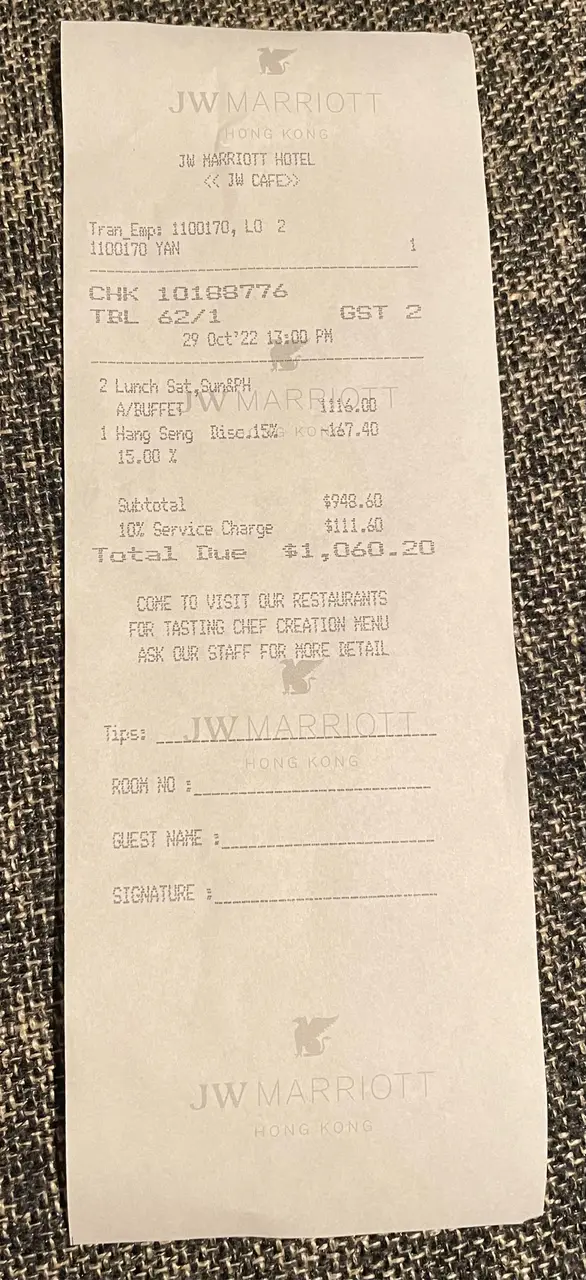 JW MARRIOTT
HONG KONG
JW MARRIOTT HOTEL
<< JW CAFE>>
Tran_Emp: 1100170, LO 2
1100170 YAN 1
CHK 10188776
TBL 62/1 GST 2
29 Oct'22 13:00 PM
2 Lunch Sat,Sun&PH
JW MARRIOTT
A/BUFFET 1116.00
HONG KONG
1 Hang Seng Disc.15% -167.40
15.00 %
Subtotal $948.60
10% Service Charge $111.60
Total Due $1,060.20
COME TO VISIT OUR RESTAURANTS
FOR TASTING CHEF CREATION MENU
ASK OUR STAFF FOR MORE DETAIL
JW MARRIOTT
Tips:
HONG KONG
ROOM NO :
GUEST NAME :
SIGNATURE :
JW MARRIOTT
HONG KONG